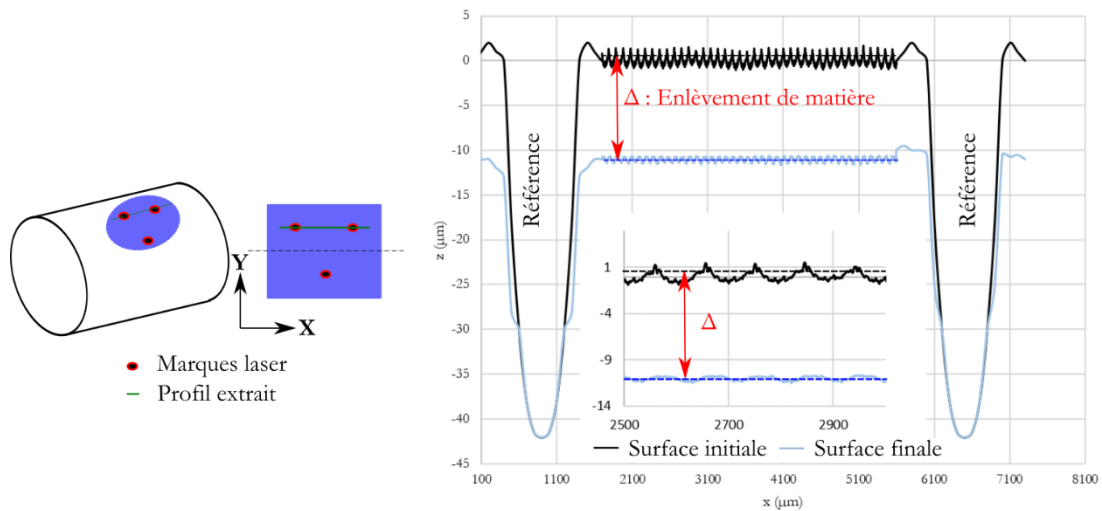 Y
X
Marques laser
Profil extrait
5
0
-5
-10
-15
-20
-25
-30
-35
-40
-45
z (µm)
Δ : Enlèvement de matière
Référence
Référence
1
-4
-9
-14
Δ
2500 2700 2900
Surface initiale Surface finale
100 1100 2100 3100 4100 5100 6100 7100 8100
x (µm)